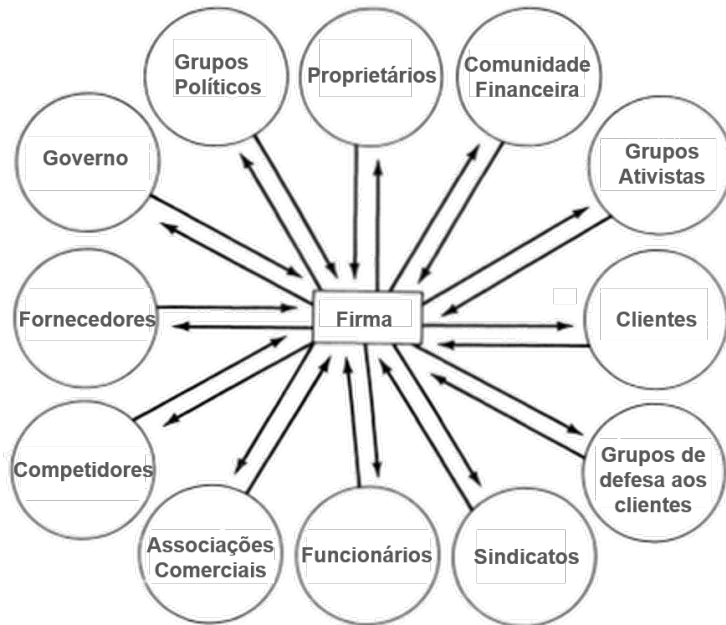 Grupos
Políticos
Proprietários
Comunidade
Financeira
Governo
Grupos
Ativistas
Fornecedores
Firma
Clientes
Competidores
Grupos de
defesa aos
clientes
Associações
Comerciais
Funcionários
Sindicatos